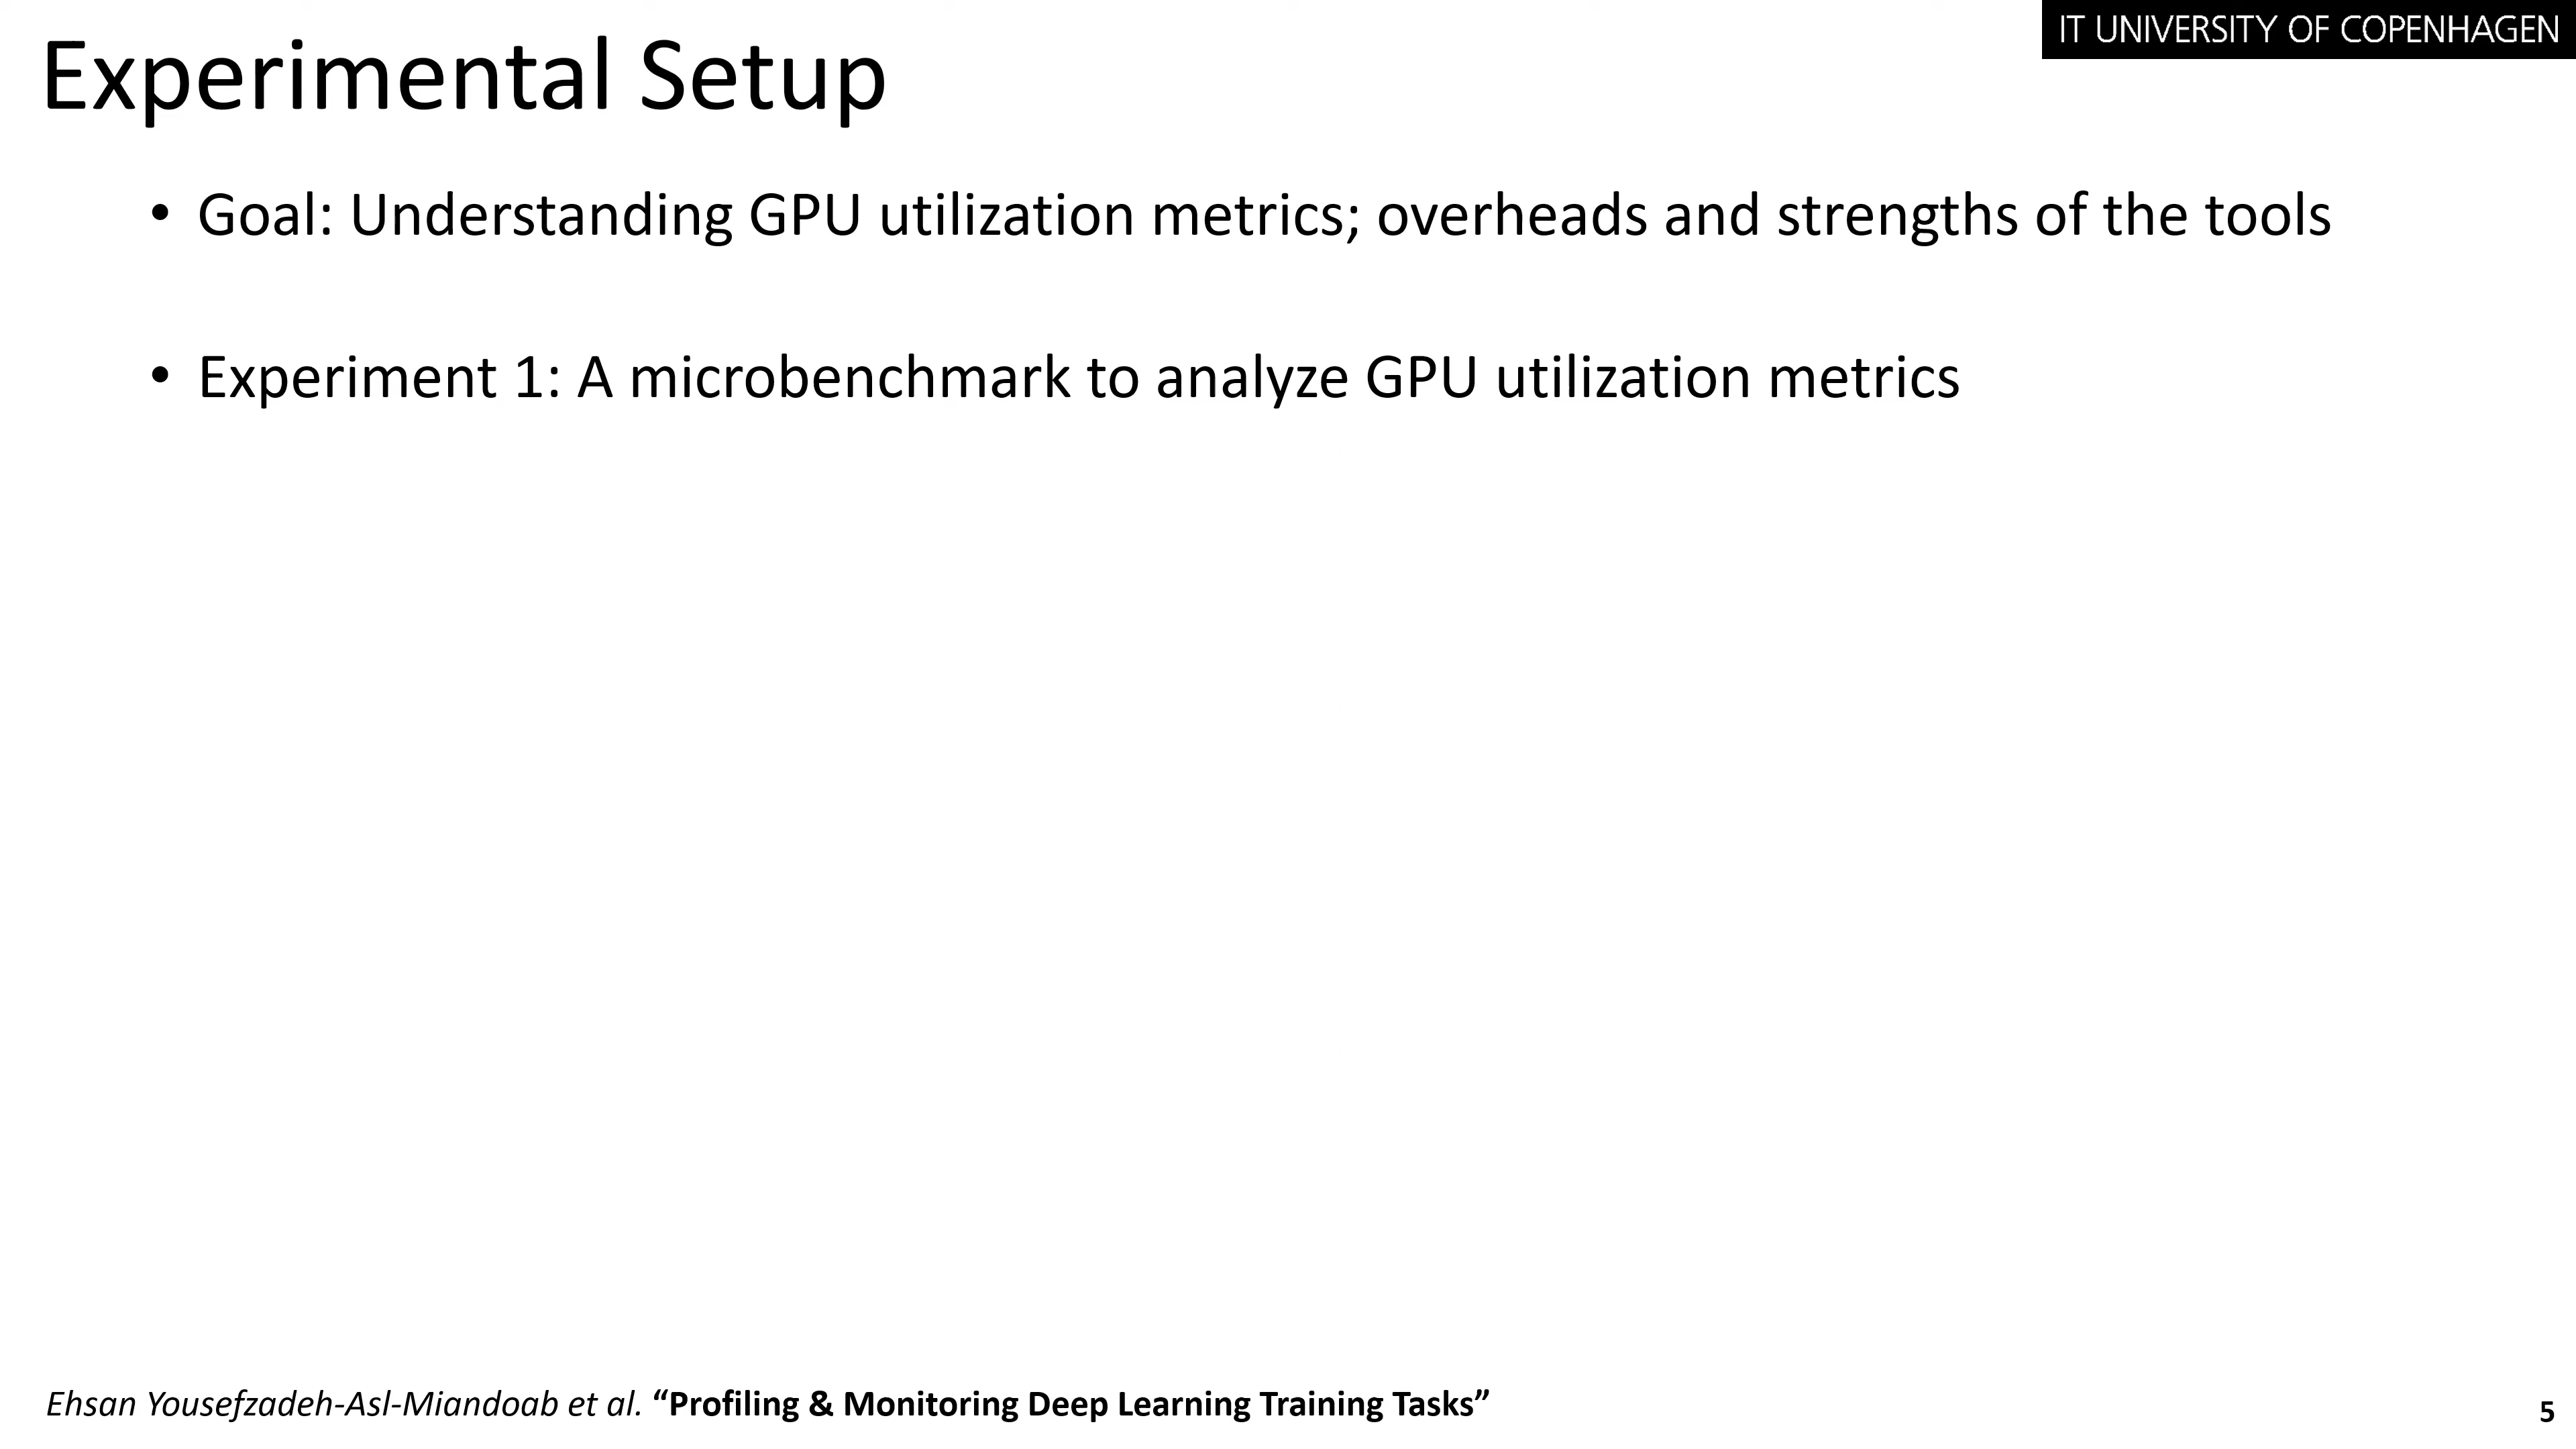 IT UNIVERSITY OF COPENHAGEN
Experimental Setup
• Goal: Understanding GPU utilization metrics; overheads and strengths of the tools
• Experiment 1: A microbenchmark to analyze GPU utilization metrics
Ehsan Yousefzadeh-Asl-Miandoab et al. “Profiling & Monitoring Deep Learning Training Tasks”
5